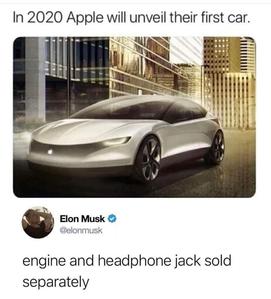 In 2020 Apple will unveil their first car.
Elon Musk
@elonmusk
engine and headphone jack sold
separately